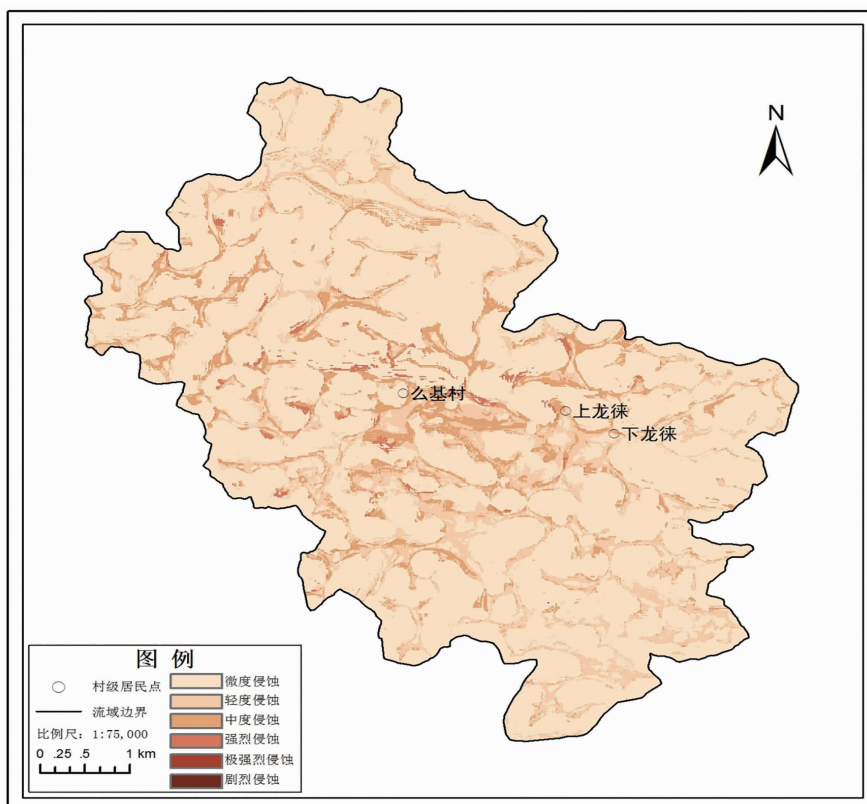 N
么基村
上龙徕
下龙徕
图 例
村级居民点
流域边界
比例尺：1:75,000
0 .25 .5 1 km
微度侵蚀
轻度侵蚀
中度侵蚀
强烈侵蚀
极强烈侵蚀
剧烈侵蚀